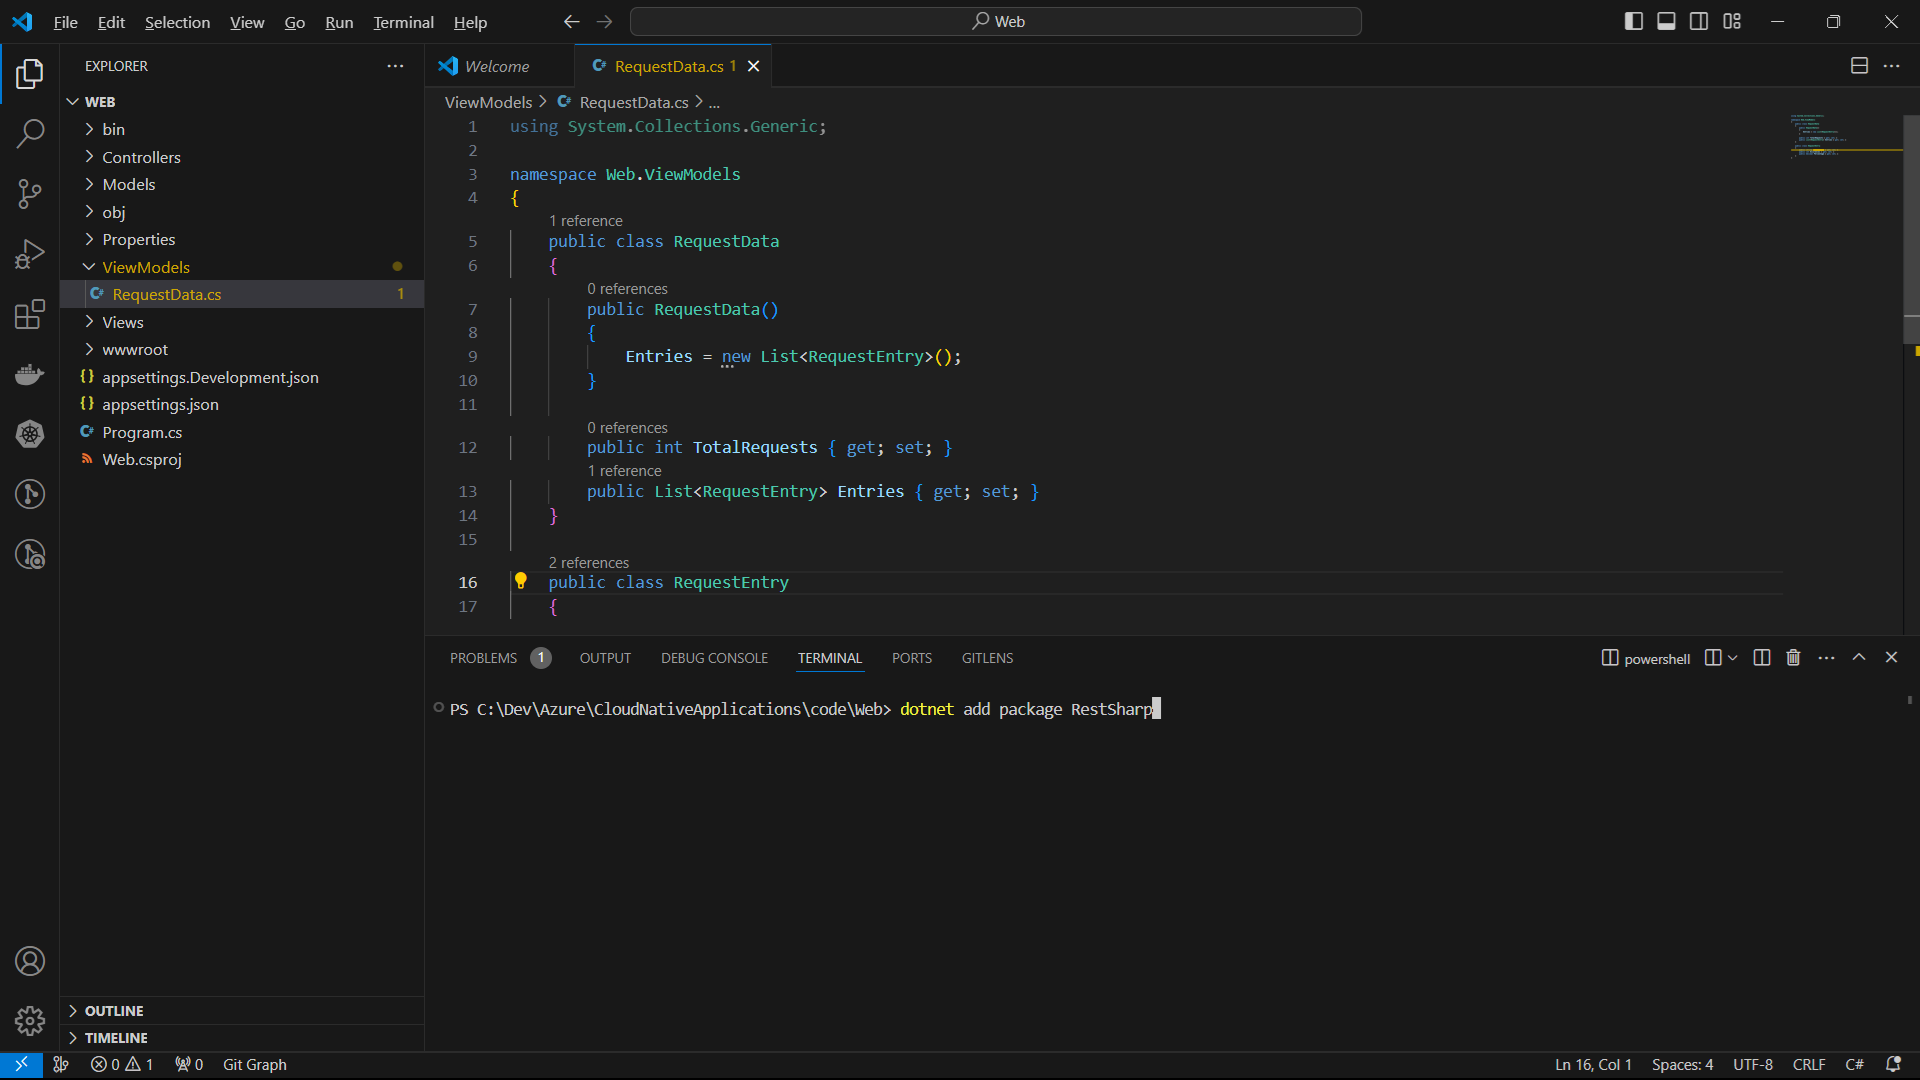 File Edit Selection View Go Run Terminal Help
Web
EXPLORER
WEB
bin
Controllers
Models
obj
Properties
ViewModels
RequestData.cs 1
Views
wwwroot
appsettings.Development.json
appsettings.json
Program.cs
Web.csproj
OUTLINE
TIMELINE
Welcome
RequestData.cs 1
ViewModels > RequestData.cs > ...
1 using System.Collections.Generic;
2
3 namespace Web.ViewModels
4 {
1 reference
5 public class RequestData
6 {
0 references
7 public RequestData()
8 {
9 Entries = new List<RequestEntry>();
10 }
11
0 references
12 public int TotalRequests { get; set; }
1 reference
13 public List<RequestEntry> Entries { get; set; }
14 }
15
2 references
16 public class RequestEntry
17 {
PROBLEMS 1 OUTPUT DEBUG CONSOLE TERMINAL PORTS GITLENS
powershell
PS C:\Dev\Azure\CloudNativeApplications\code\Web> dotnet add package RestSharp
0 1 0 Git Graph
Ln 16, Col 1 Spaces: 4 UTF-8 CRLF C#